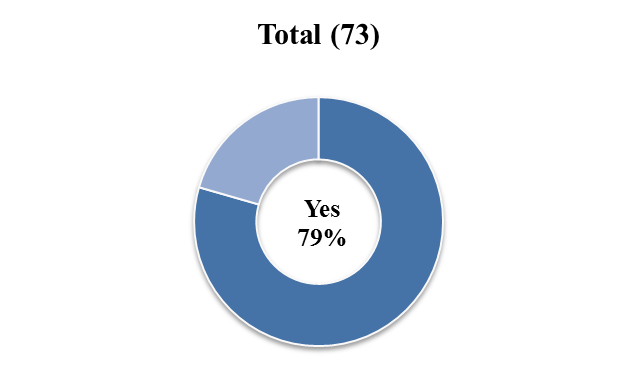 Total (73)
Yes
79%